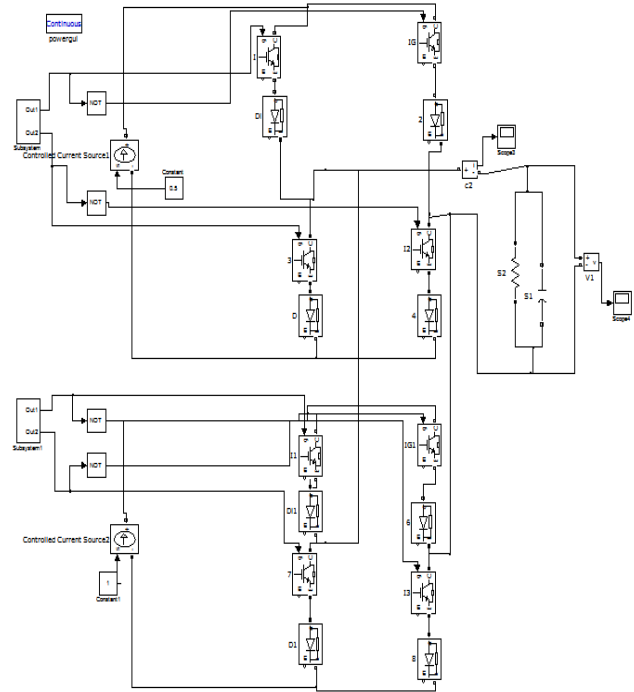 Continuous
powergui
I
IG
Out1
NOT
DI
2
Out2
Subsystem
Controlled Current Source1
Scope3
Constant
0.5
c2
NOT
3
I2
S2
S1
V1
D
4
Scope4
Out1
NOT
Out2
Subsystem1
I1
IG1
NOT
DI1
6
Controlled Current Source2
7
I3
1
Constant1
D1
8